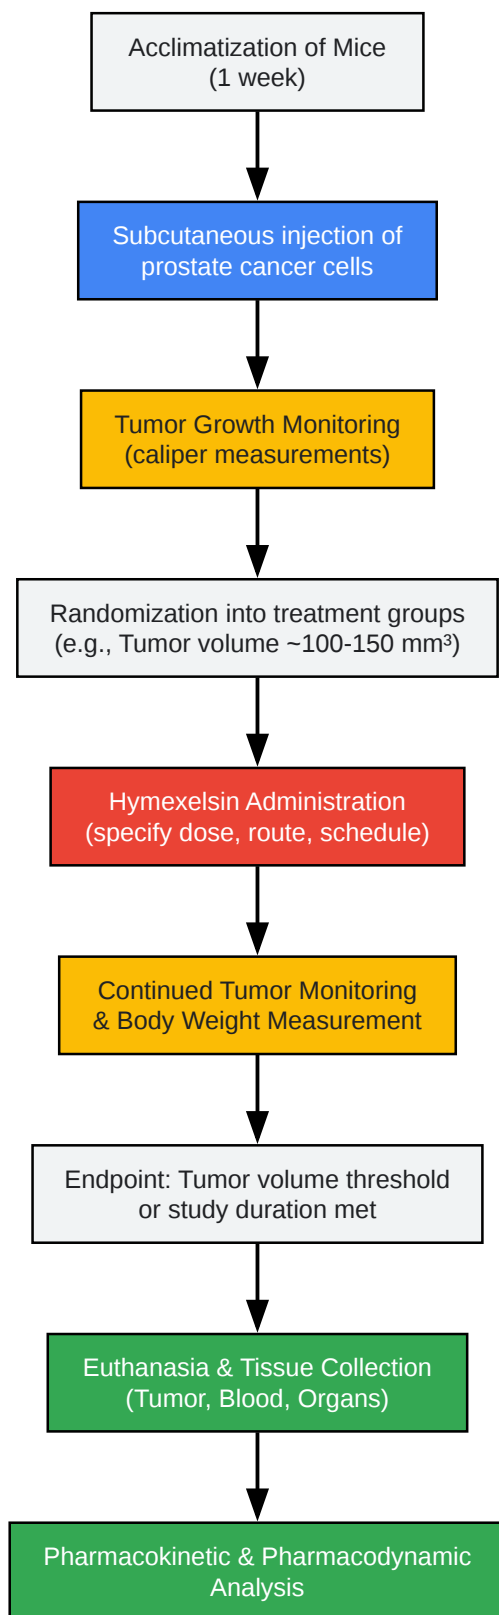 Acclimatization of Mice
(1 week)
Subcutaneous injection of
prostate cancer cells
Tumor Growth Monitoring
(caliper measurements)
Randomization into treatment groups
(e.g., Tumor volume ~100-150 mm³)
Hymexelsin Administration
(specify dose, route, schedule)
Continued Tumor Monitoring
& Body Weight Measurement
Endpoint: Tumor volume threshold
or study duration met
Euthanasia & Tissue Collection
(Tumor, Blood, Organs)
Pharmacokinetic & Pharmacodynamic
Analysis